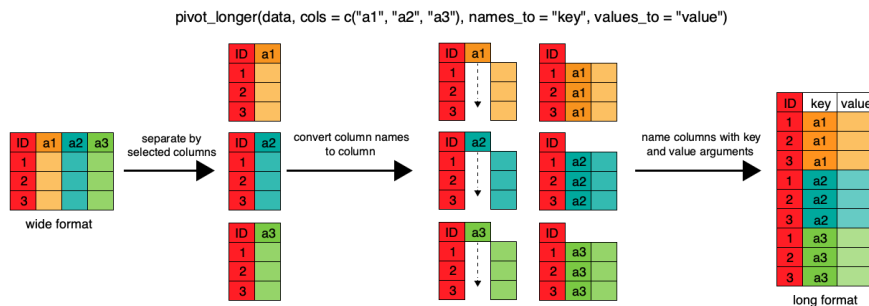 pivot_longer(data, cols = c("a1", "a2", "a3"), names_to = "key", values_to = "value")
ID a1 a2 a3
1
2
3
wide format
separate by
selected columns
ID a1
1
2
3
ID a2
1
2
3
ID a3
1
2
3
convert column names
to column
ID a1
1
2
3
ID
1 a1
2 a1
3 a1
ID a2
1
2
3
ID
1 a2
2 a2
3 a2
ID a3
1
2
3
ID
1 a3
2 a3
3 a3
name columns with key
and value arguments
ID key value
1 a1
2 a1
3 a1
1 a2
2 a2
3 a2
1 a3
2 a3
3 a3
long format